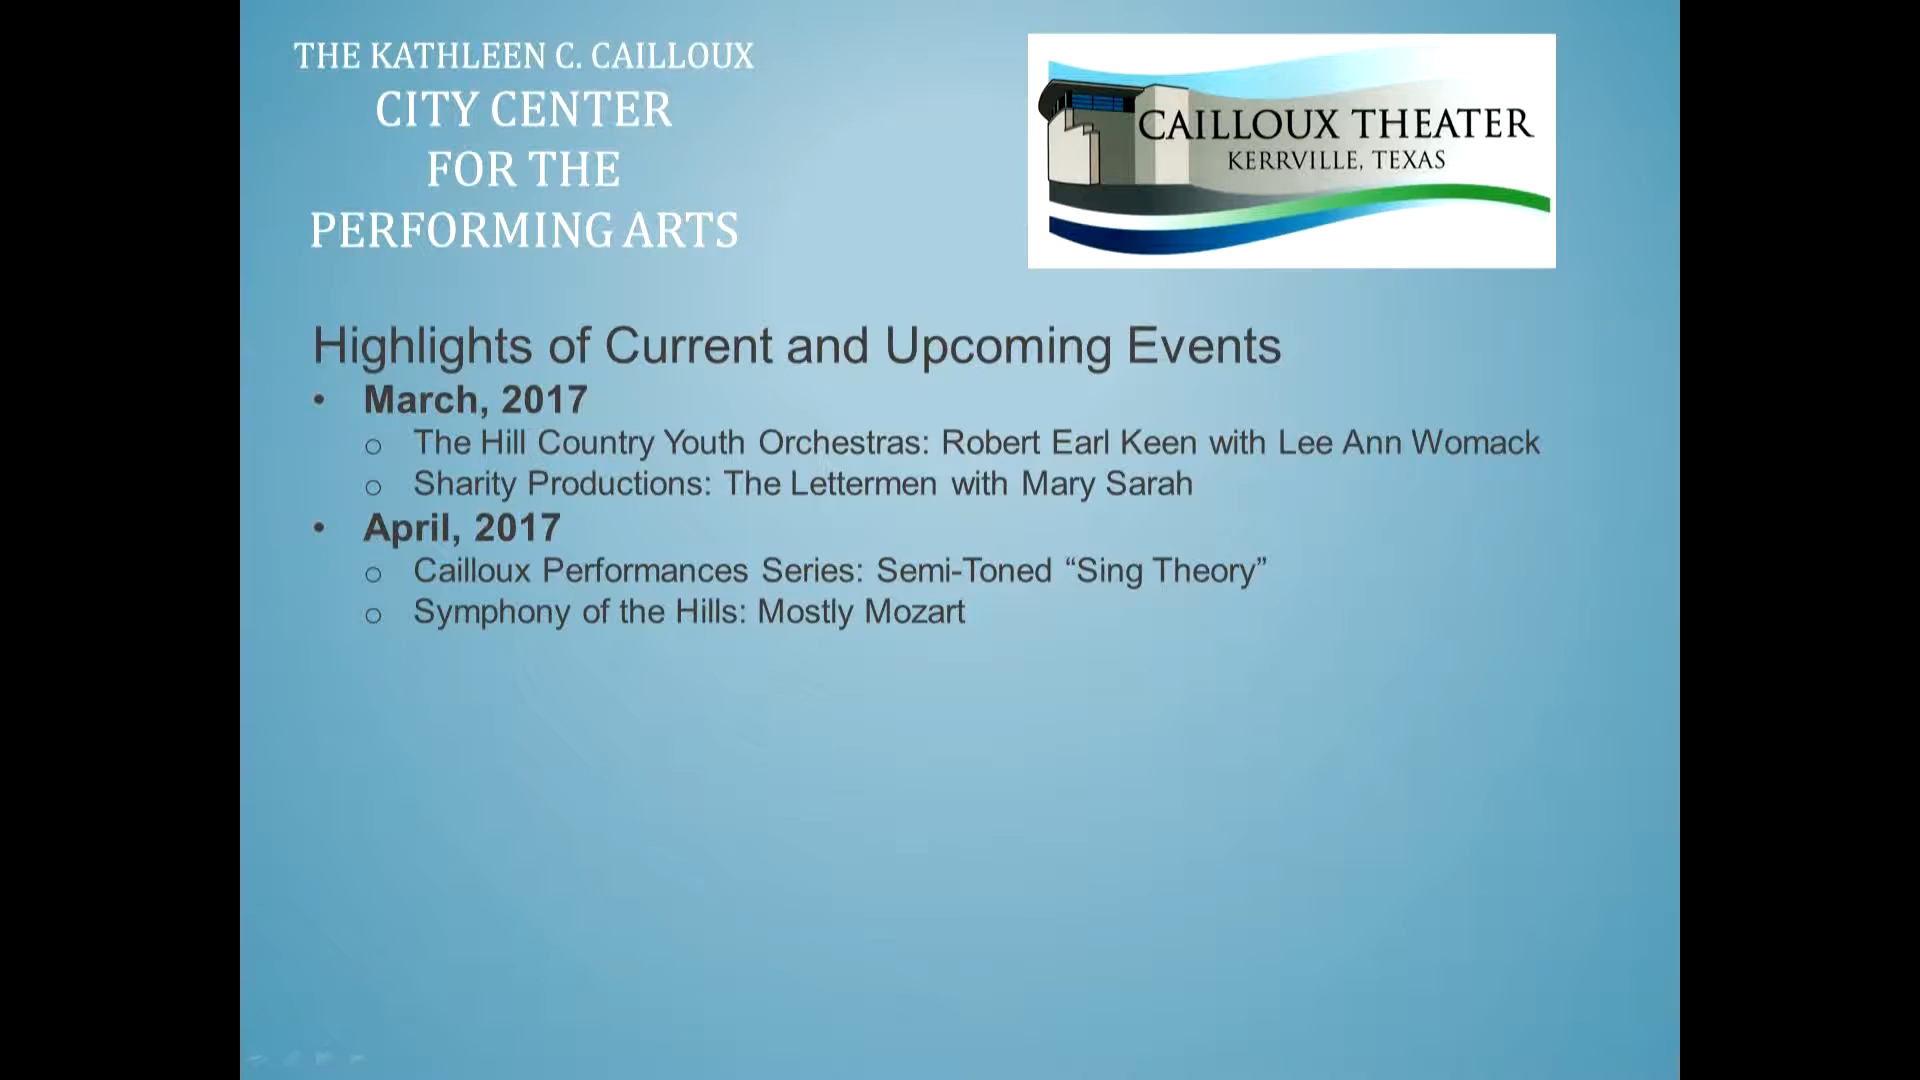 THE KATHLEEN C. CAILLOUX
CITY CENTER
FOR THE
PERFORMING ARTS
CAILLOUX THEATER
KERRVILLE, TEXAS
Highlights of Current and Upcoming Events
• March, 2017
o The Hill Country Youth Orchestras: Robert Earl Keen with Lee Ann Womack
o Sharity Productions: The Lettermen with Mary Sarah
• April, 2017
o Cailloux Performances Series: Semi-Toned “Sing Theory”
o Symphony of the Hills: Mostly Mozart